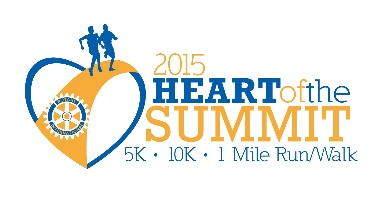 2015
HEART of the
SUMMIT
5K • 10K • 1 Mile Run/Walk